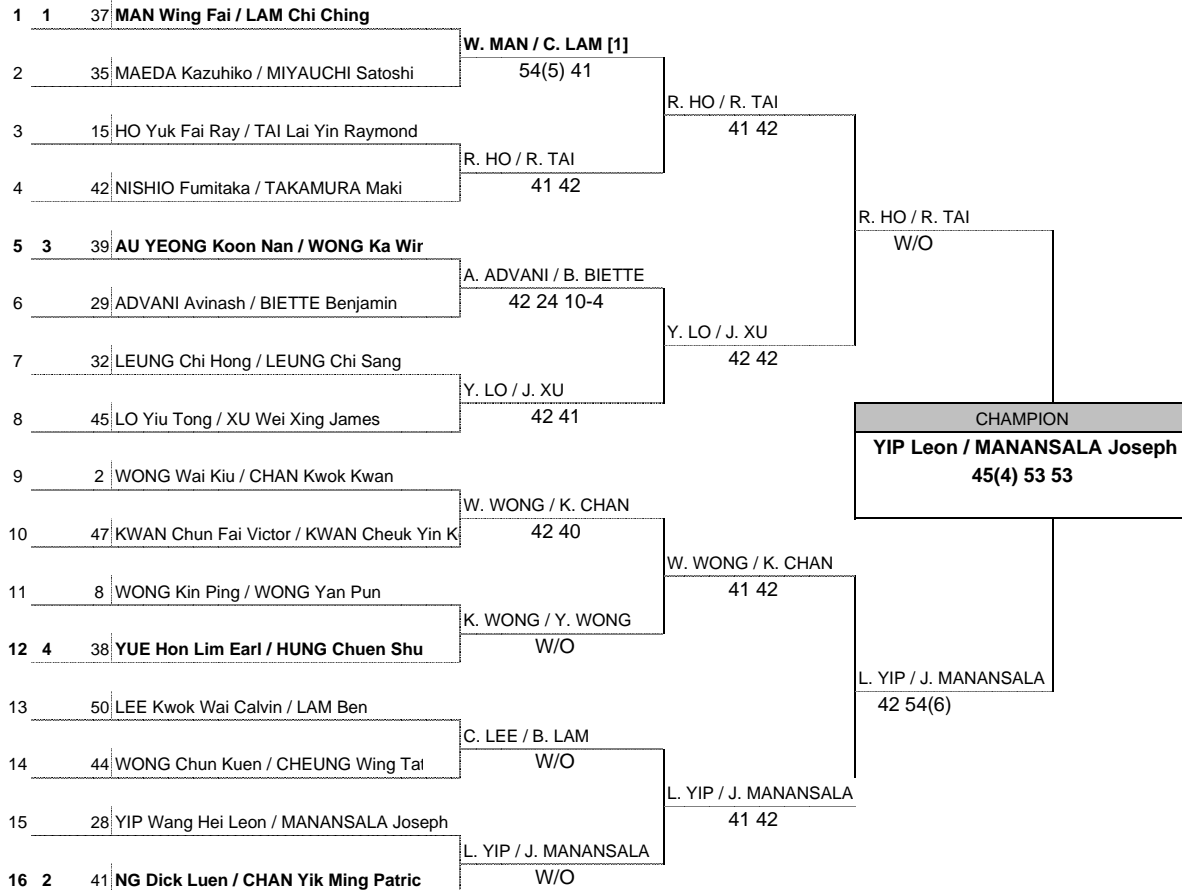 1 1 37 MAN Wing Fai / LAM Chi Ching
W. MAN / C. LAM [1]
2 35 MAEDA Kazuhiko / MIYAUCHI Satoshi 54(5) 41
R. HO / R. TAI
3 15 HO Yuk Fai Ray / TAI Lai Yin Raymond 41 42
R. HO / R. TAI
4 42 NISHIO Fumitaka / TAKAMURA Maki 41 42
R. HO / R. TAI
5 3 39 AU YEONG Koon Nan / WONG Ka Wir W/O
A. ADVANI / B. BIETTE
6 29 ADVANI Avinash / BIETTE Benjamin 42 24 10-4
Y. LO / J. XU
7 32 LEUNG Chi Hong / LEUNG Chi Sang 42 42
Y. LO / J. XU
8 45 LO Yiu Tong / XU Wei Xing James 42 41 CHAMPION
YIP Leon / MANANSALA Joseph
9 2 WONG Wai Kiu / CHAN Kwok Kwan 45(4) 53 53
W. WONG / K. CHAN
10 47 KWAN Chun Fai Victor / KWAN Cheuk Yin K 42 40
W. WONG / K. CHAN
11 8 WONG Kin Ping / WONG Yan Pun 41 42
K. WONG / Y. WONG
12 4 38 YUE Hon Lim Earl / HUNG Chuen Shu W/O
L. YIP / J. MANANSALA
13 50 LEE Kwok Wai Calvin / LAM Ben 42 54(6)
C. LEE / B. LAM
14 44 WONG Chun Kuen / CHEUNG Wing Tat W/O
L. YIP / J. MANANSALA
15 28 YIP Wang Hei Leon / MANANSALA Joseph 41 42
L. YIP / J. MANANSALA
16 2 41 NG Dick Luen / CHAN Yik Ming Patric W/O